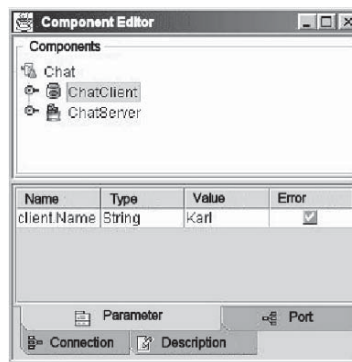 Component Editor
Components
Chat
ChatClient
ChatServer
Name Type Value Error
client.Name String Karl
Parameter Port
Connection Description